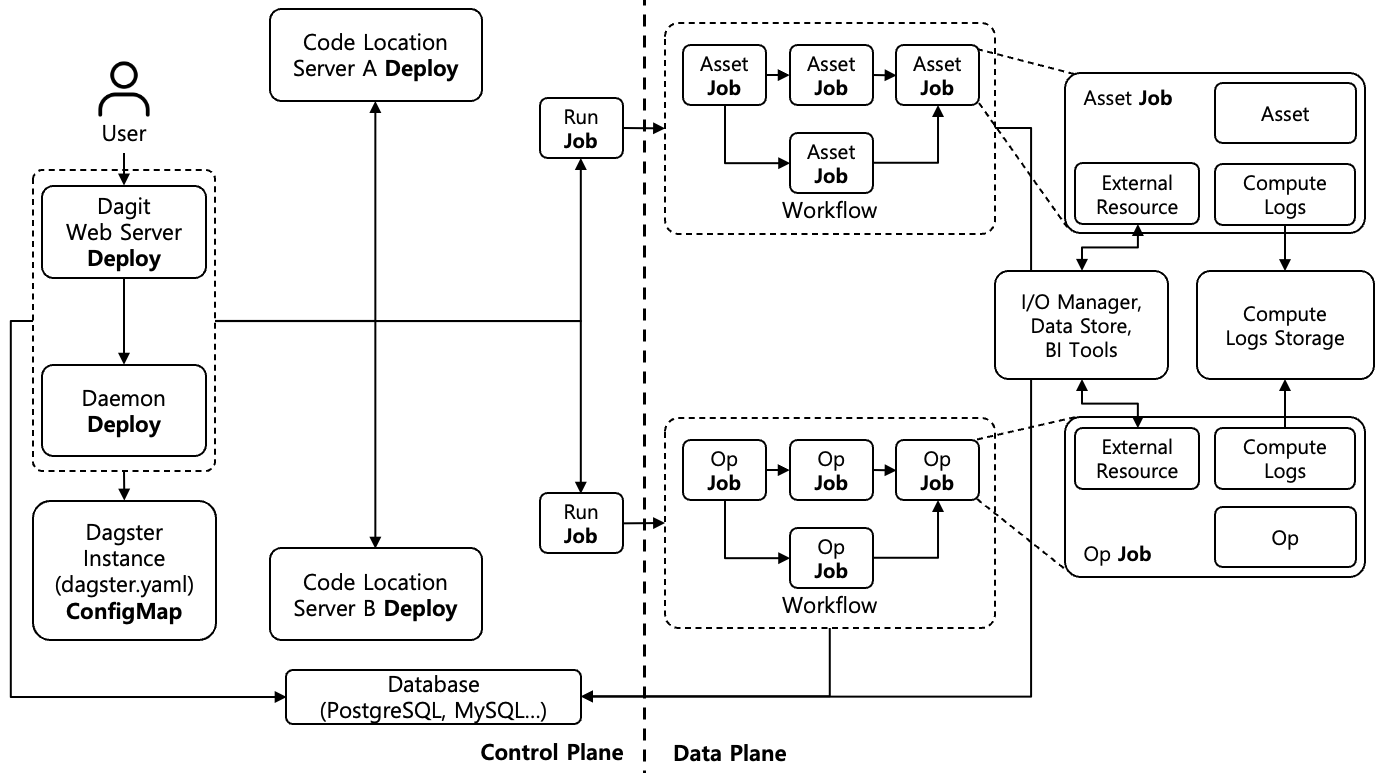 User
Dagit
Web Server
Deploy
Daemon
Deploy
Dagster
Instance
(dagster.yaml)
ConfigMap
Code Location
Server A Deploy
Code Location
Server B Deploy
Database
(PostgreSQL, MySQL...)
Run
Job
Run
Job
Control Plane
Data Plane
Asset
Job
Asset
Job
Asset
Job
Asset
Job
Workflow
Op
Job
Op
Job
Op
Job
Op
Job
Workflow
Asset Job
Asset
External
Resource
Compute
Logs
I/O Manager,
Data Store,
BI Tools
Compute
Logs Storage
External
Resource
Compute
Logs
Op Job
Op